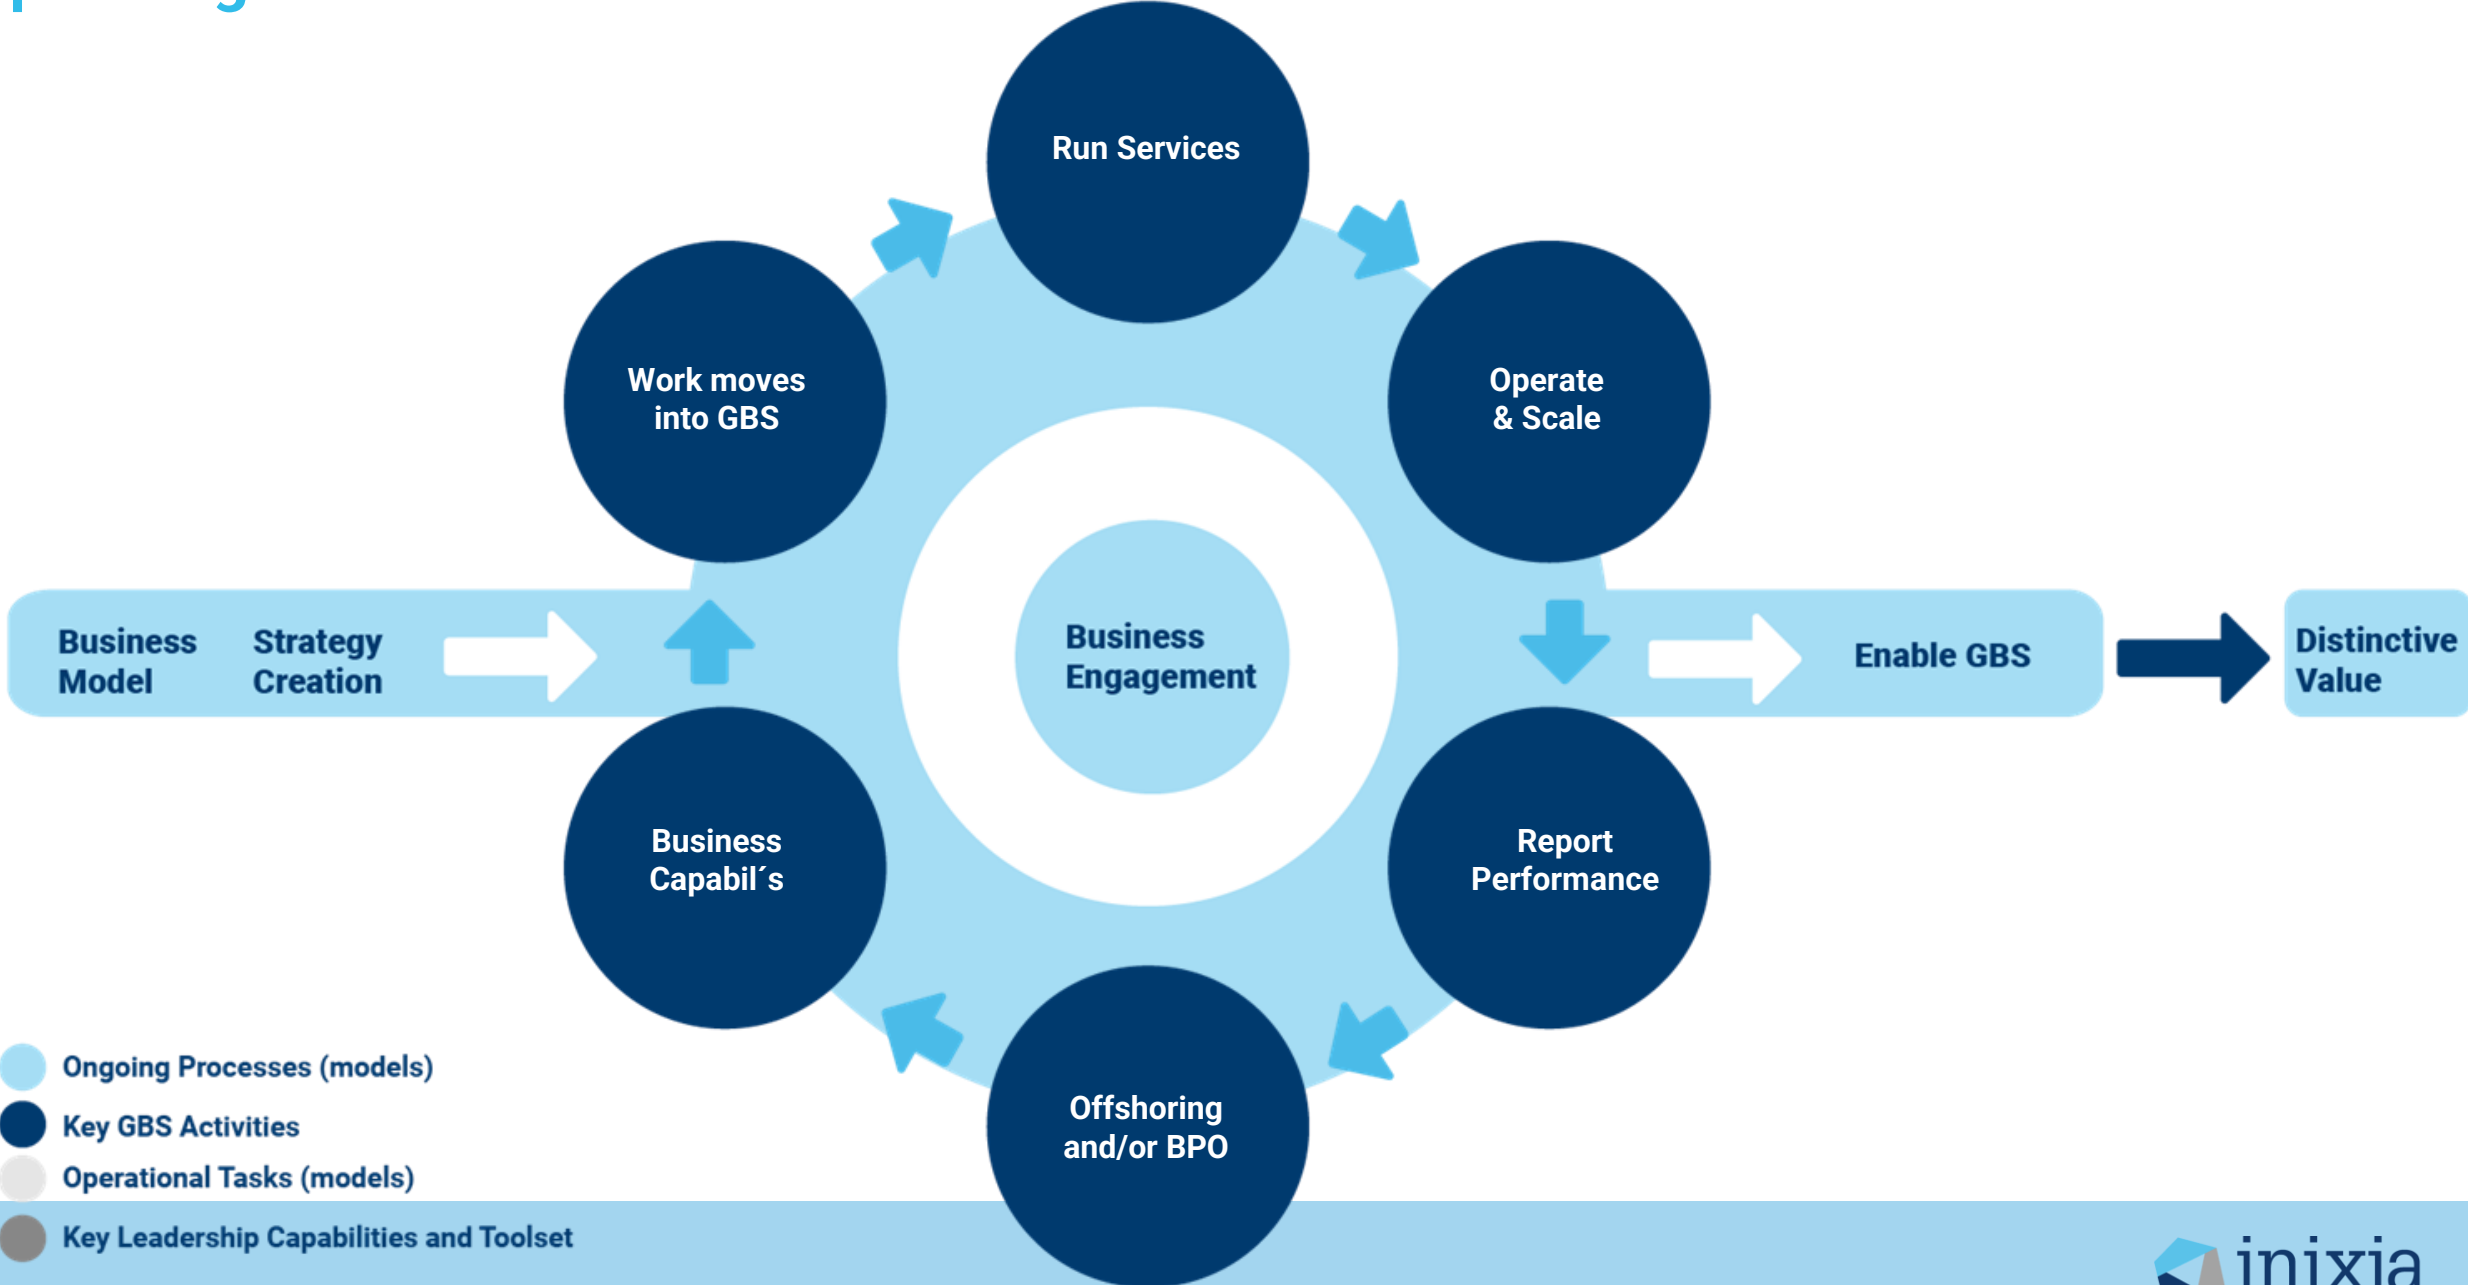 Run Services
Work moves
into GBS
Operate
& Scale
Business
Model
Strategy
Creation
Business
Engagement
Enable GBS
Distinctive
Value
Business
Capabil´s
Report
Performance
Offshoring
and/or BPO
Ongoing Processes (models)
Key GBS Activities
Operational Tasks (models)
Key Leadership Capabilities and Toolset
inixia